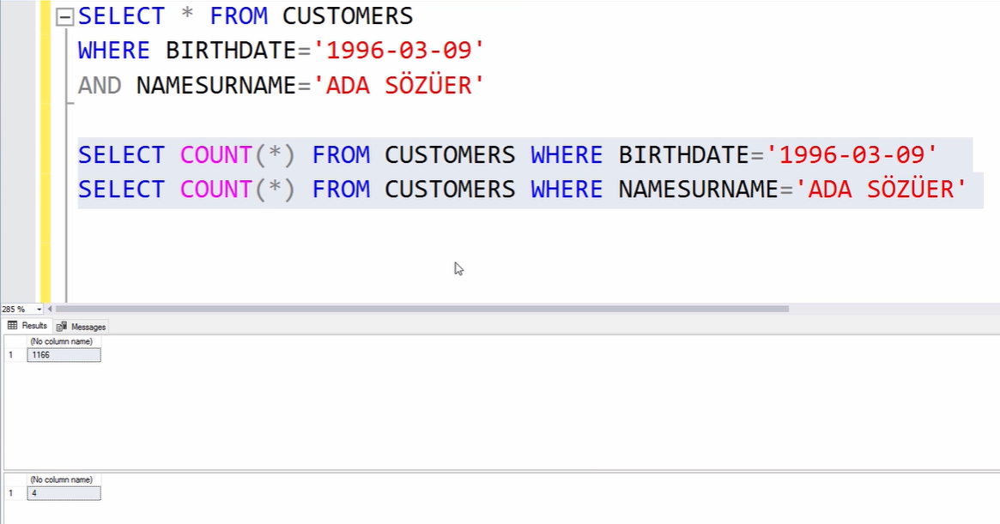 SELECT * FROM CUSTOMERS
WHERE BIRTHDATE='1996-03-09'
AND NAMESURNAME='ADA SÖZÜER'
SELECT COUNT(*) FROM CUSTOMERS WHERE BIRTHDATE='1996-03-09'
SELECT COUNT(*) FROM CUSTOMERS WHERE NAMESURNAME='ADA SÖZÜER'
285 %
Results Messages
(No column name)
1 1166
(No column name)
1 4